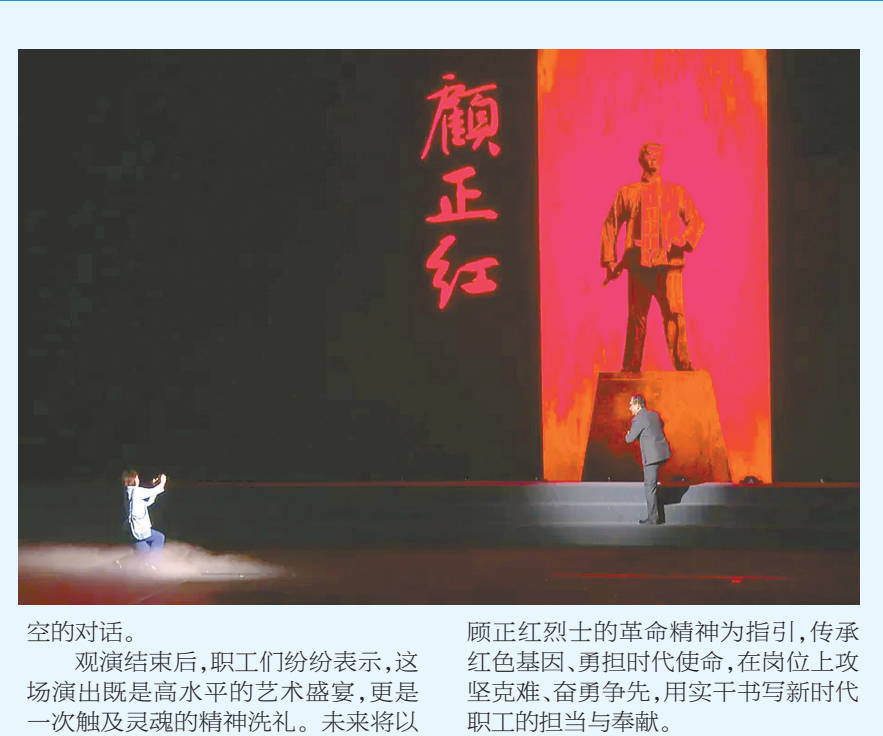 顧正红
空的对话。
观演结束后,职工们纷纷表示,这
场演出既是高水平的艺术盛宴,更是
一次触及灵魂的精神洗礼。未来将以
顾正红烈士的革命精神为指引,传承
红色基因、勇担时代使命,在岗位上攻
坚克难、奋勇争先,用实干书写新时代
职工的担当与奉献。